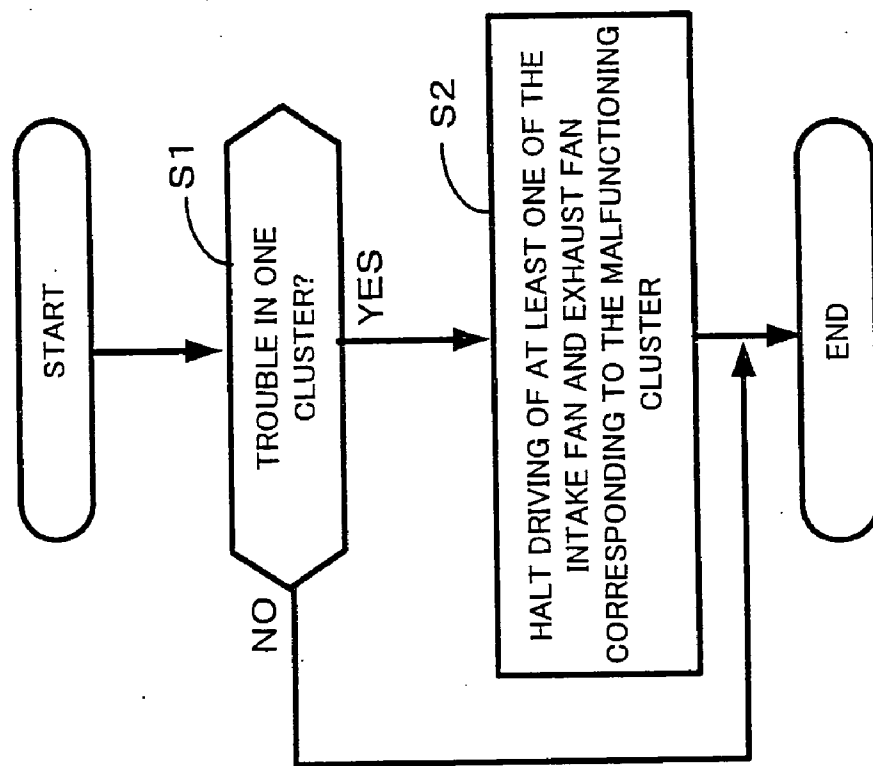 START
S1
TROUBLE IN ONE
CLUSTER?
YES
NO
S2
HALT DRIVING OF AT LEAST ONE OF THE
INTAKE FAN AND EXHAUST FAN
CORRESPONDING TO THE MALFUNCTIONING
CLUSTER
END